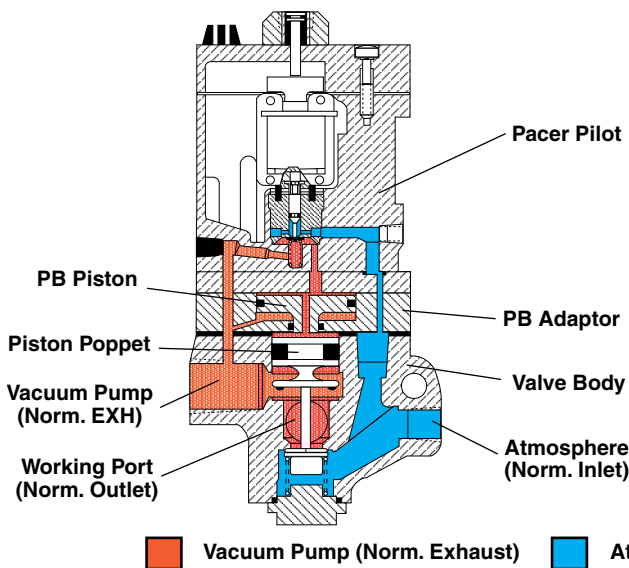 Pacer Pilot
PB Piston
PB Adaptor
Piston Poppet
Vacuum Pump
(Norm. EXH)
Valve Body
Working Port
(Norm. Outlet)
Atmosphere
(Norm. Inlet)
Vacuum Pump (Norm. Exhaust)
At